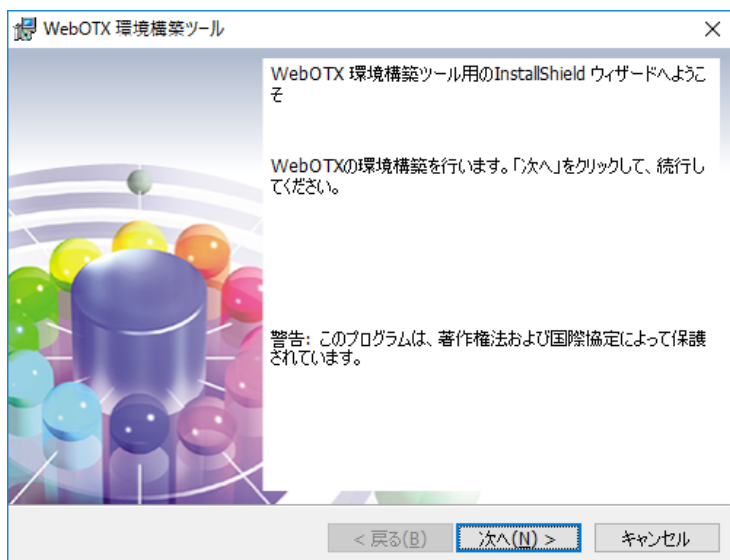 WebOTX 環境構築ツール
WebOTX 環境構築ツール用のInstallShield ウィザードへようこ
そ
WebOTXの環境構築を行います。「次へ」をクリックして、続行し
てください。
警告: このプログラムは、著作権法および国際協定によって保護
されています。
< 戻る(B) 次へ(N) > キャンセル